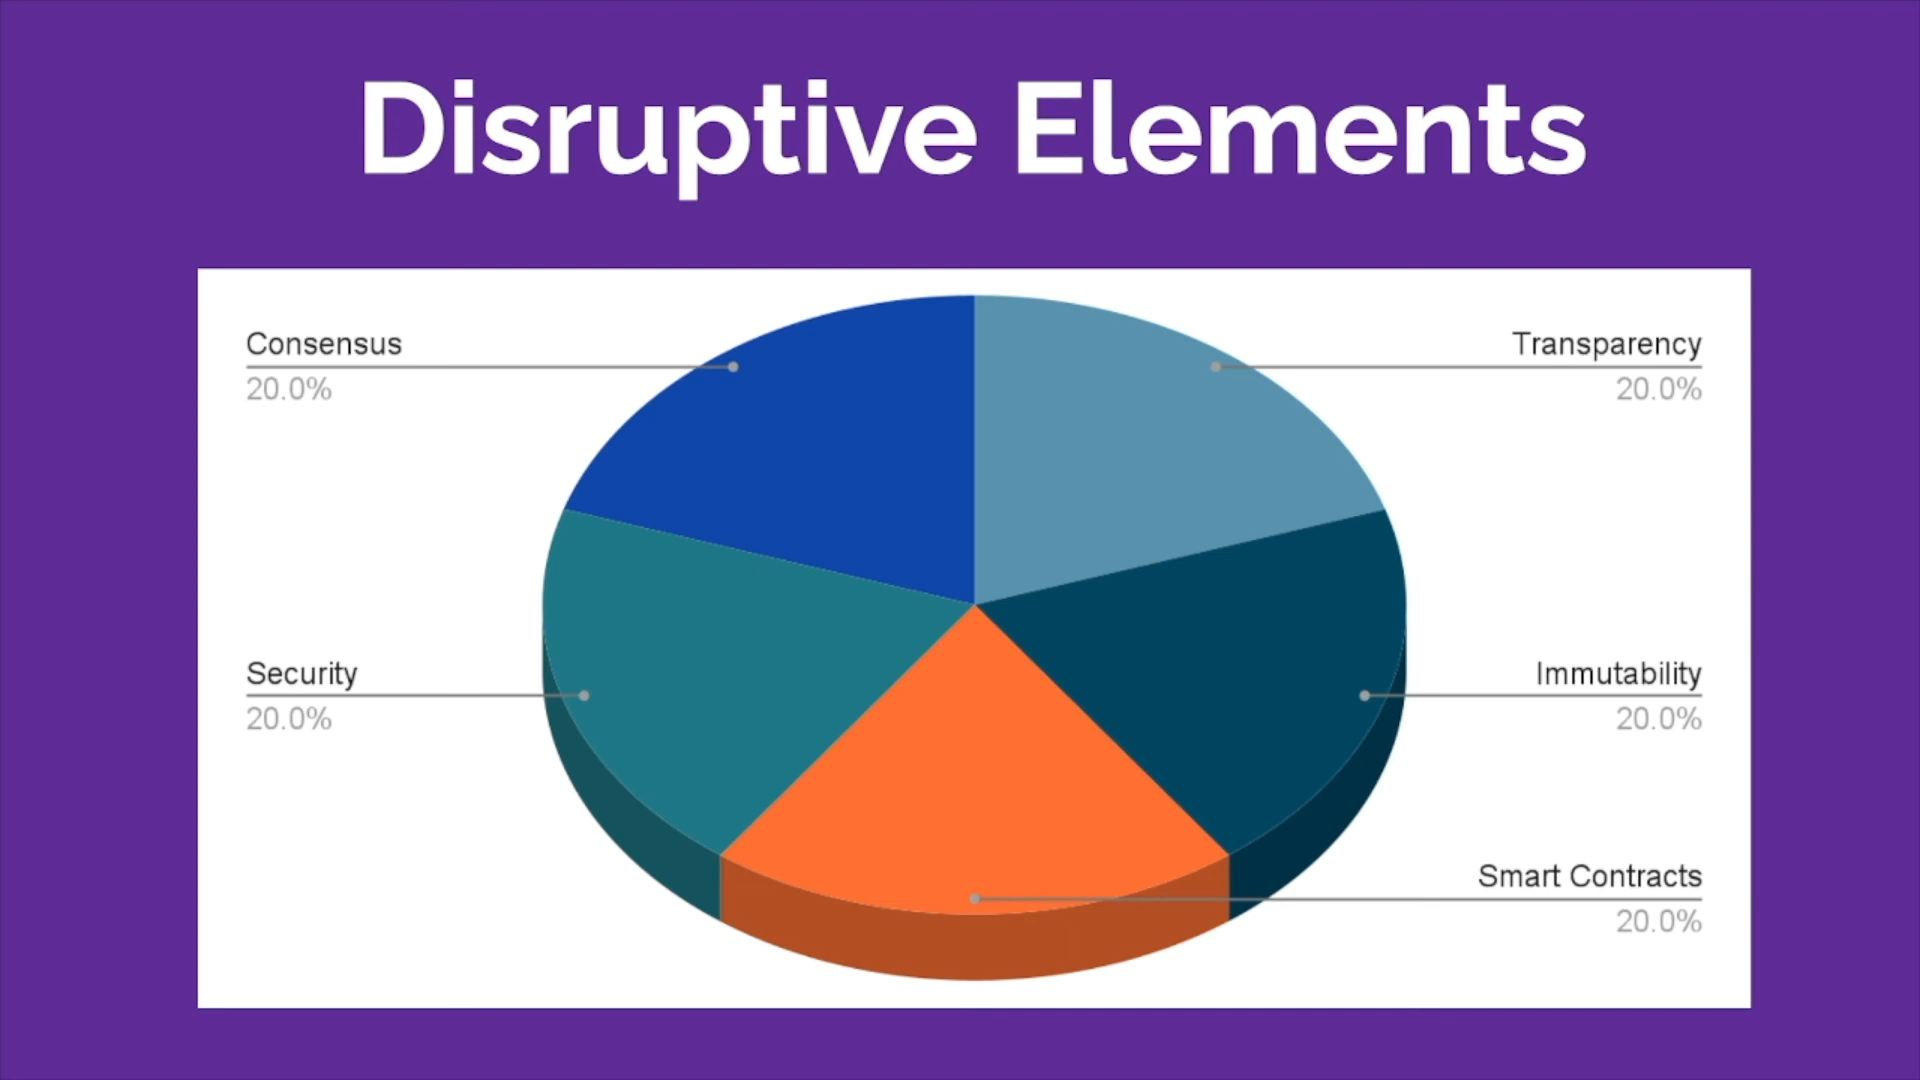 Disruptive Elements
Consensus
20.0%
Transparency
20.0%
Security
20.0%
Immutability
20.0%
Smart Contracts
20.0%